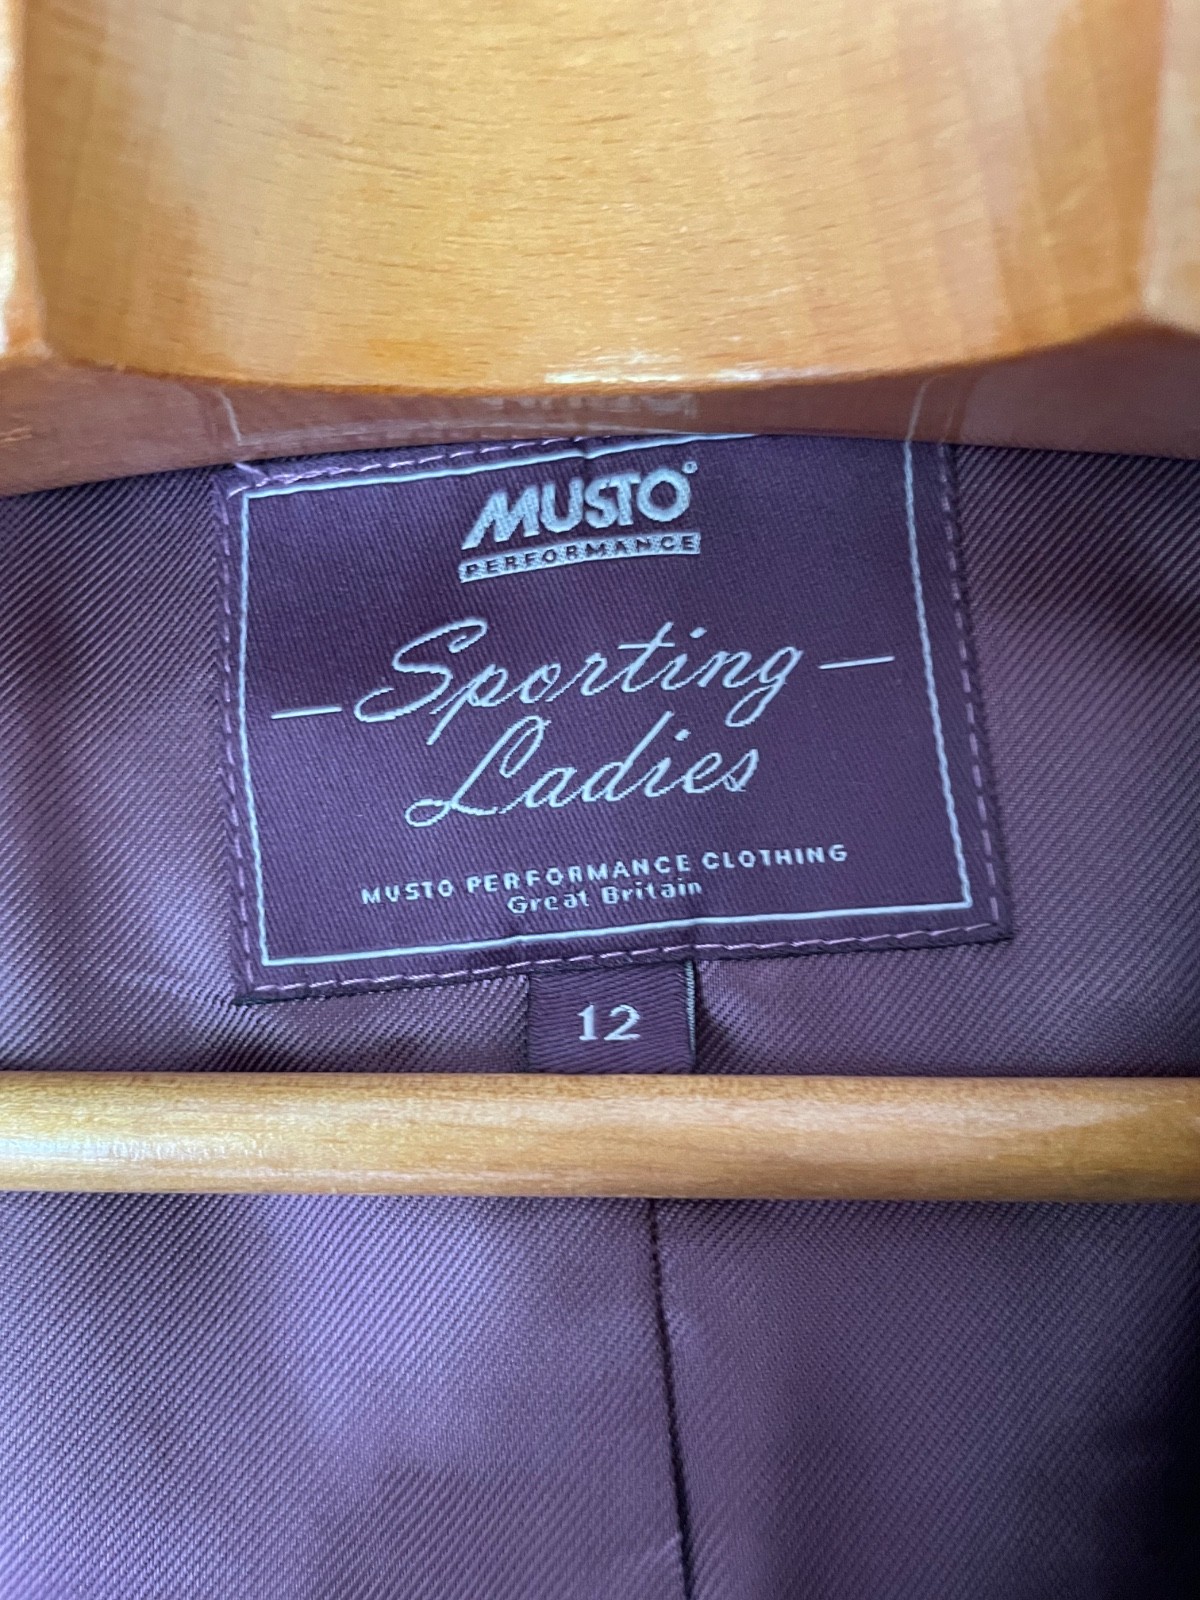 MUSTO®
PERFORMANCE
Sporting
Ladies
MUSTO PERFORMANCE CLOTHING
Great Britain
12